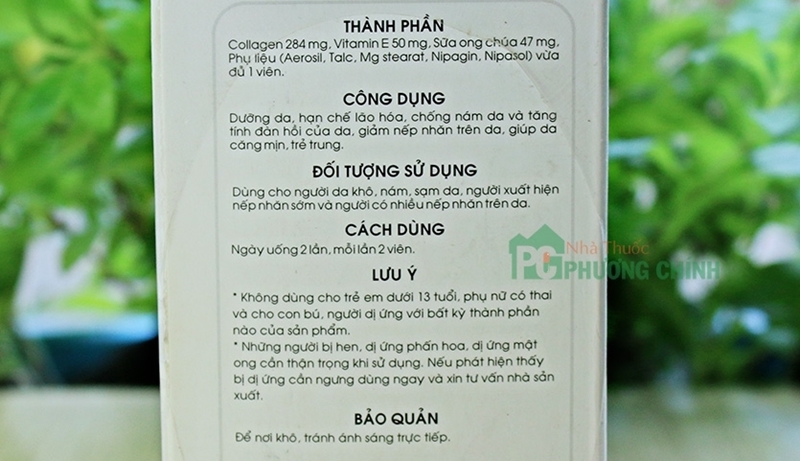 THÀNH PHẦN
Collagen 284 mg, Vitamin E 50 mg, Sữa ong chúa 47 mg,
Phụ liệu (Aerosil, Talc, Mg stearat, Nipagin, Nipasol) vừa
đủ 1 viên.
CÔNG DỤNG
Dưỡng da, hạn chế lão hóa, chống nám da và tăng
tính đàn hồi của da, giảm nếp nhăn trên da, giúp da
căng mịn, trẻ trung.
ĐỐI TƯỢNG SỬ DỤNG
Dùng cho người da khô, nám, sạm da, người xuất hiện
nếp nhăn sớm và người có nhiều nếp nhăn trên da.
CÁCH DÙNG
Ngày uống 2 lần, mỗi lần 2 viên.
PC Nhà Thuốc
PHƯƠNG CHÍNH
LƯU Ý
* Không dùng cho trẻ em dưới 13 tuổi, phụ nữ có thai
và cho con bú, người dị ứng với bất kỳ thành phần
nào của sản phẩm.
* Những người bị hen, dị ứng phấn hoa, dị ứng mật
ong cần thận trọng khi sử dụng. Nếu phát hiện thấy
bị dị ứng cần ngưng dùng ngay và xin tư vấn nhà sản
xuất.
BẢO QUẢN
Để nơi khô, tránh ánh sáng trực tiếp.